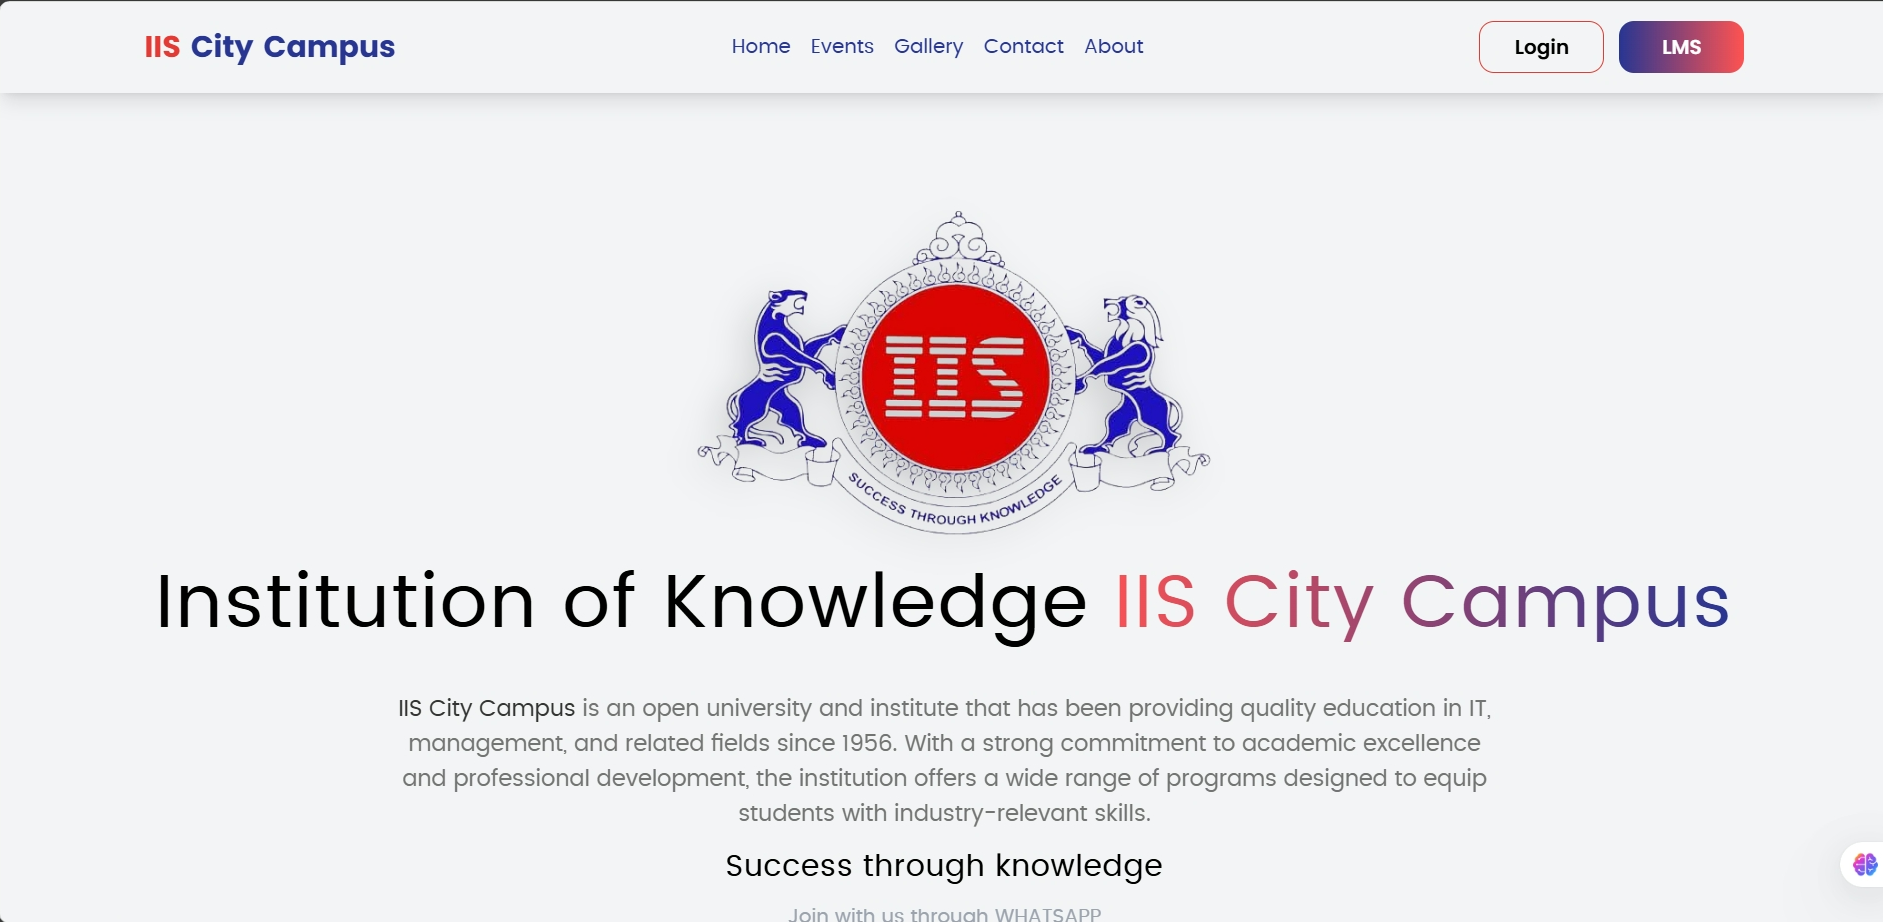 IIS City Campus
Home Events Gallery Contact About
Login
LMS
IIS
SUCCESS THROUGH KNOWLEDGE
Institution of Knowledge IIS City Campus
IIS City Campus is an open university and institute that has been providing quality education in IT,
management, and related fields since 1956. With a strong commitment to academic excellence
and professional development, the institution offers a wide range of programs designed to equip
students with industry-relevant skills.
Success through knowledge
Join with us through WHATSAPP